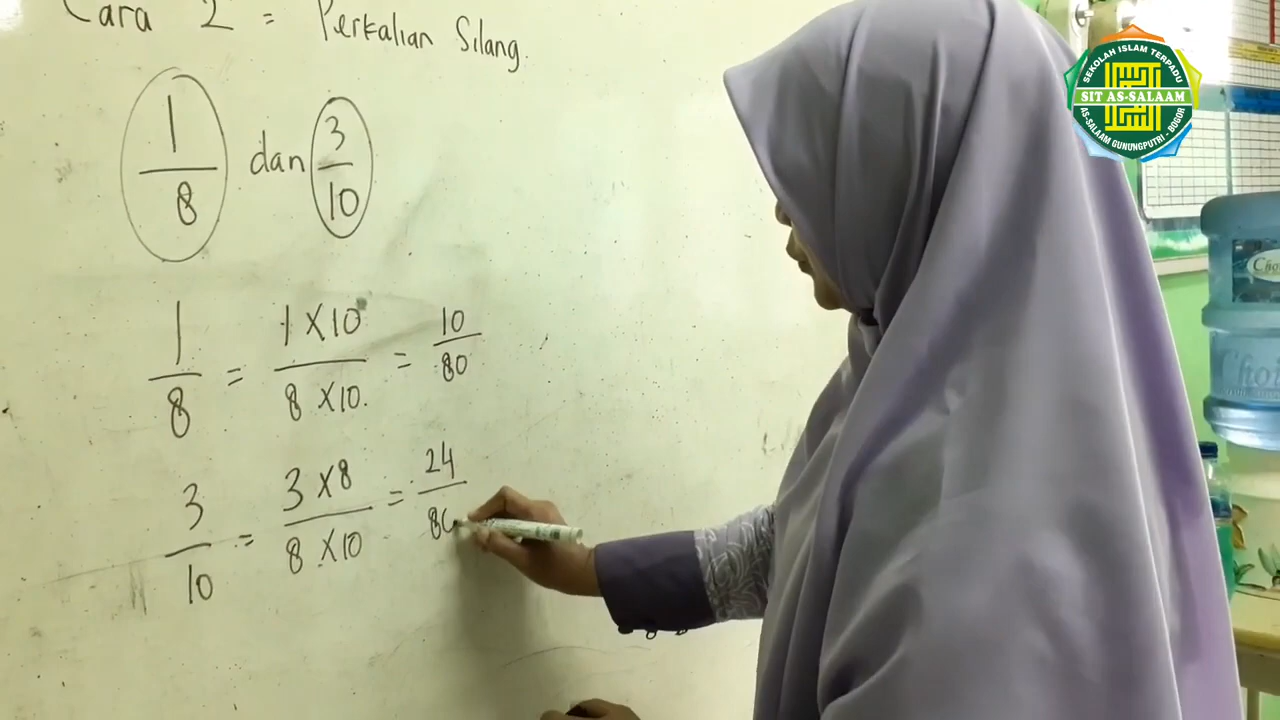 Cara 2 = Perkalian Silang.
1/8 dan 3/10
1/8 = 1 X 10 / 8 X 10. = 10/80
3/10 = 3 X 8 / 8 X 10 = 24/80
SEKOLAH ISLAM TERPADU
SIT AS-SALAAM
AS-SALAAM GUNUNGPUTRI - BOGOR